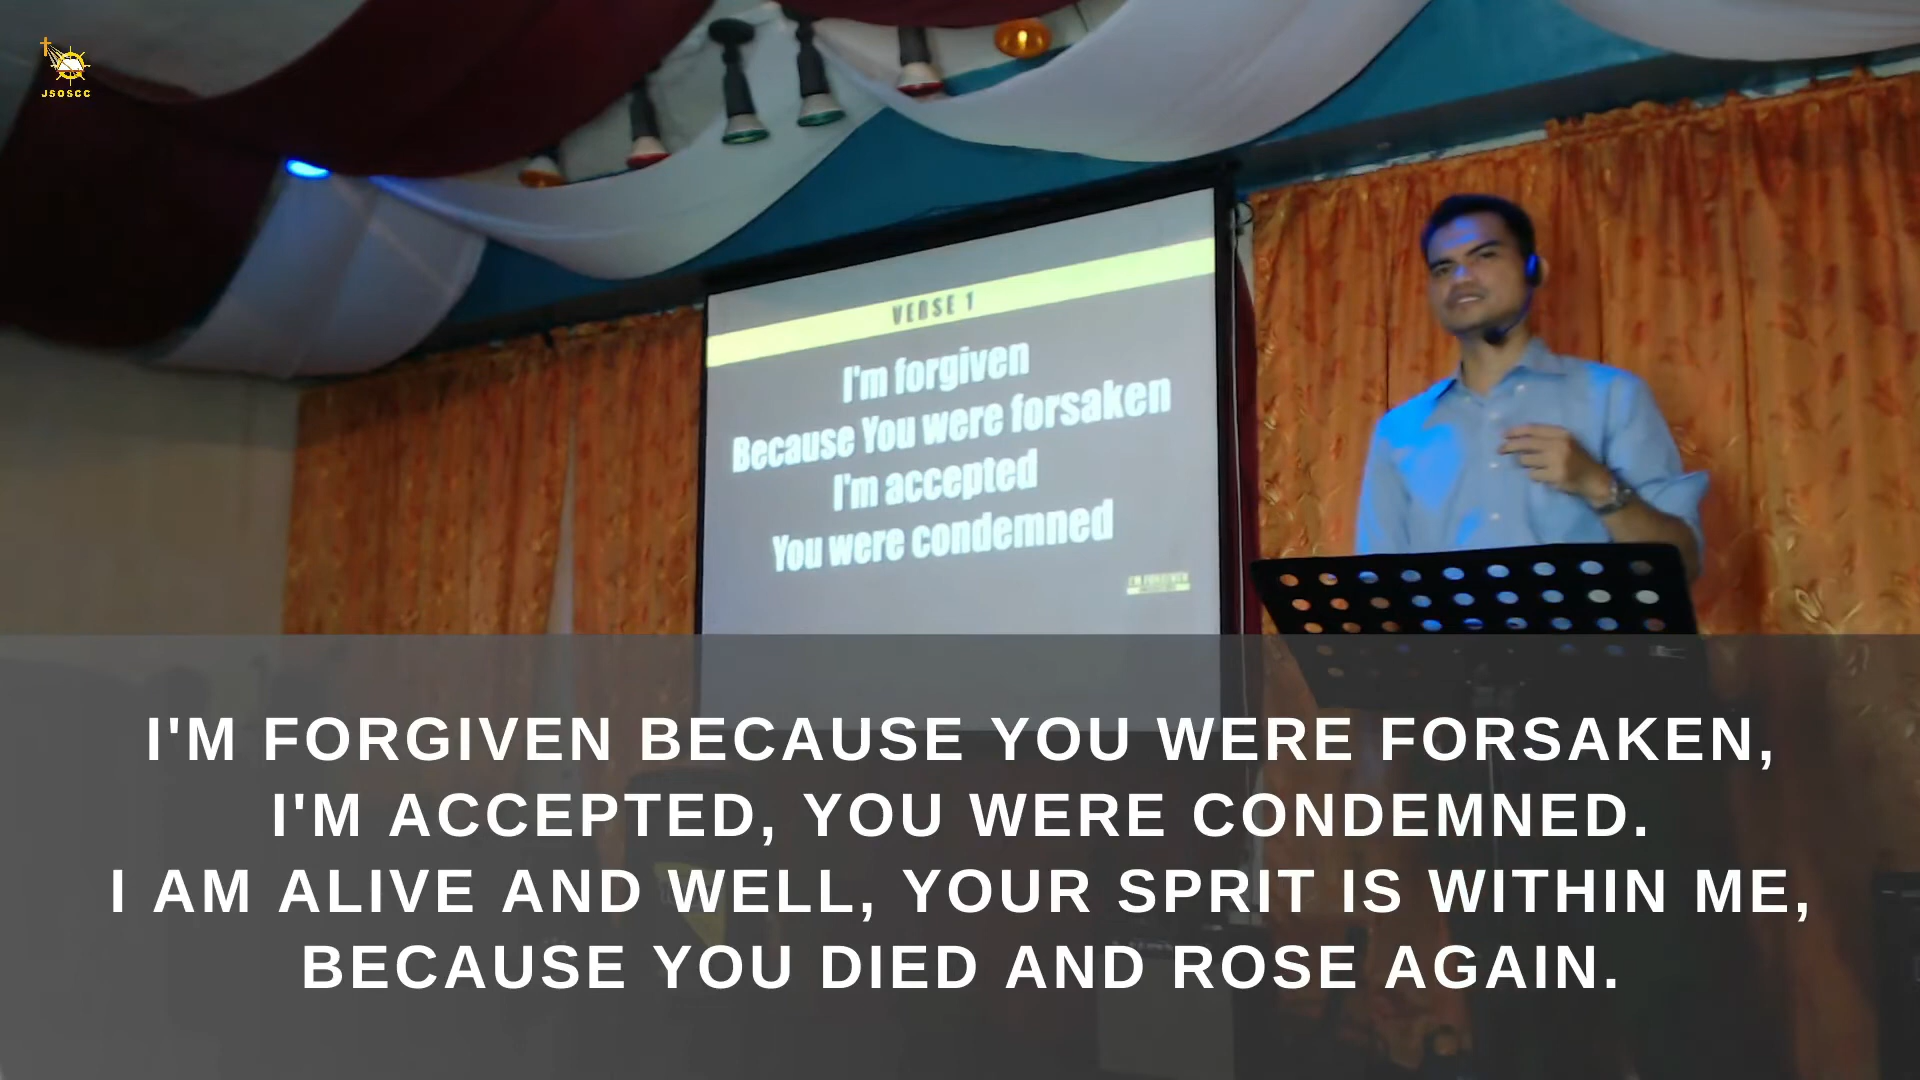 JSOSCC
VERSE 1
I'm forgiven
Because You were forsaken
I'm accepted
You were condemned
I'M FORGIVEN
I'M FORGIVEN BECAUSE YOU WERE FORSAKEN,
I'M ACCEPTED, YOU WERE CONDEMNED.
I AM ALIVE AND WELL, YOUR SPRIT IS WITHIN ME,
BECAUSE YOU DIED AND ROSE AGAIN.